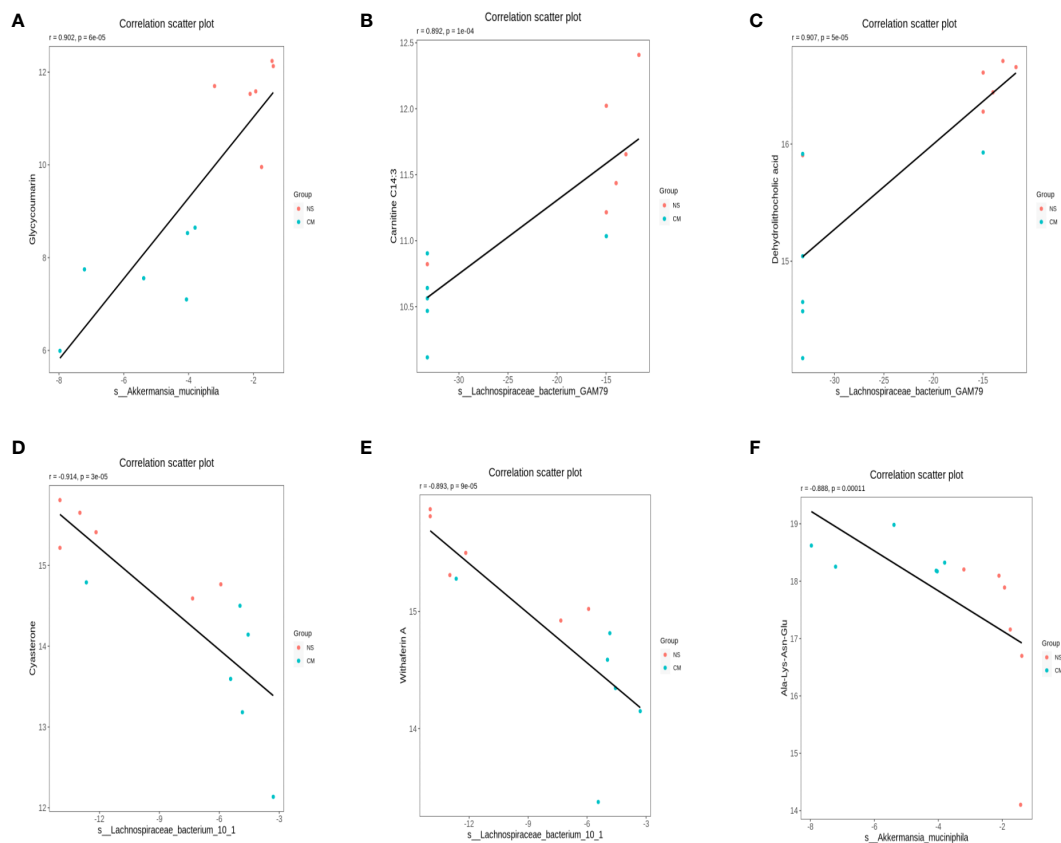 A
Correlation scatter plot
r = 0.902, p = 6e-05
12
10
8
6
Glycycoumarin
-8
-6
-4
-2
s__Akkermansia_muciniphila
Group
NS
CM
B
Correlation scatter plot
r = 0.892, p = 1e-04
12.5
12.0
11.5
11.0
10.5
Carnitine C14:3
-30
-25
-20
-15
s__Lachnospiraceae_bacterium_GAM79
Group
NS
CM
C
Correlation scatter plot
r = 0.907, p = 5e-05
16
15
Dehydrolithocholic acid
-30
-25
-20
-15
s__Lachnospiraceae_bacterium_GAM79
Group
NS
CM
D
Correlation scatter plot
r = -0.914, p = 3e-05
15
14
13
12
Cyasterone
-12
-9
-6
-3
s__Lachnospiraceae_bacterium_10_1
Group
NS
CM
E
Correlation scatter plot
r = -0.893, p = 9e-05
15
14
Withaferin A
-12
-9
-6
-3
s__Lachnospiraceae_bacterium_10_1
Group
NS
CM
F
Correlation scatter plot
r = -0.888, p = 0.00011
19
18
17
16
15
14
Ala-Lys-Asn-Glu
-8
-6
-4
-2
s__Akkermansia_muciniphila
Group
NS
CM